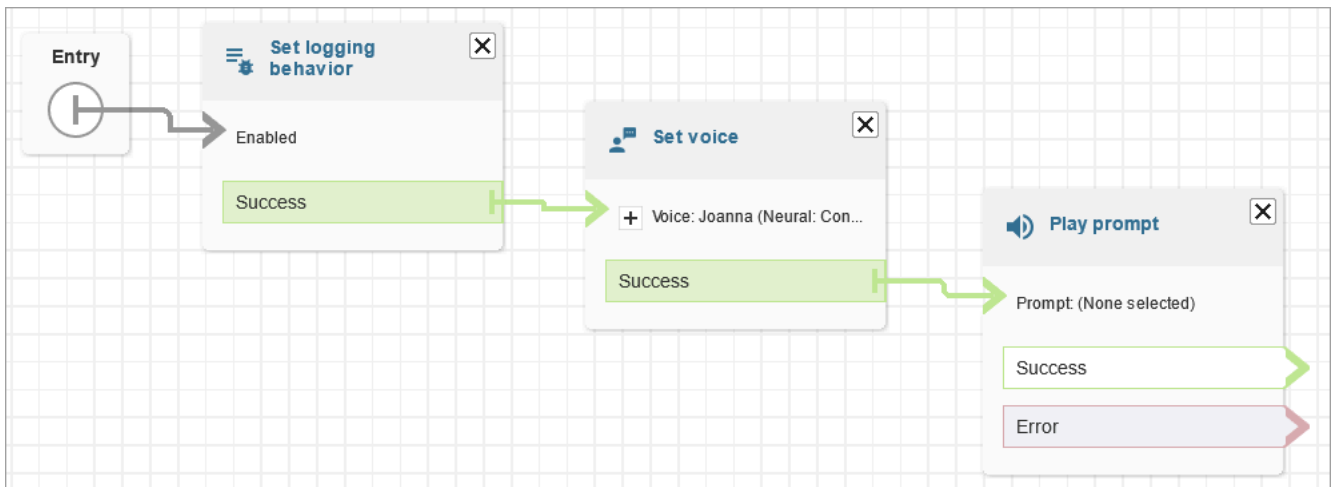 Entry
Set logging
behavior
Enabled
Success
Set voice
Voice: Joanna (Neural: Con...
Success
Play prompt
Prompt: (None selected)
Success
Error